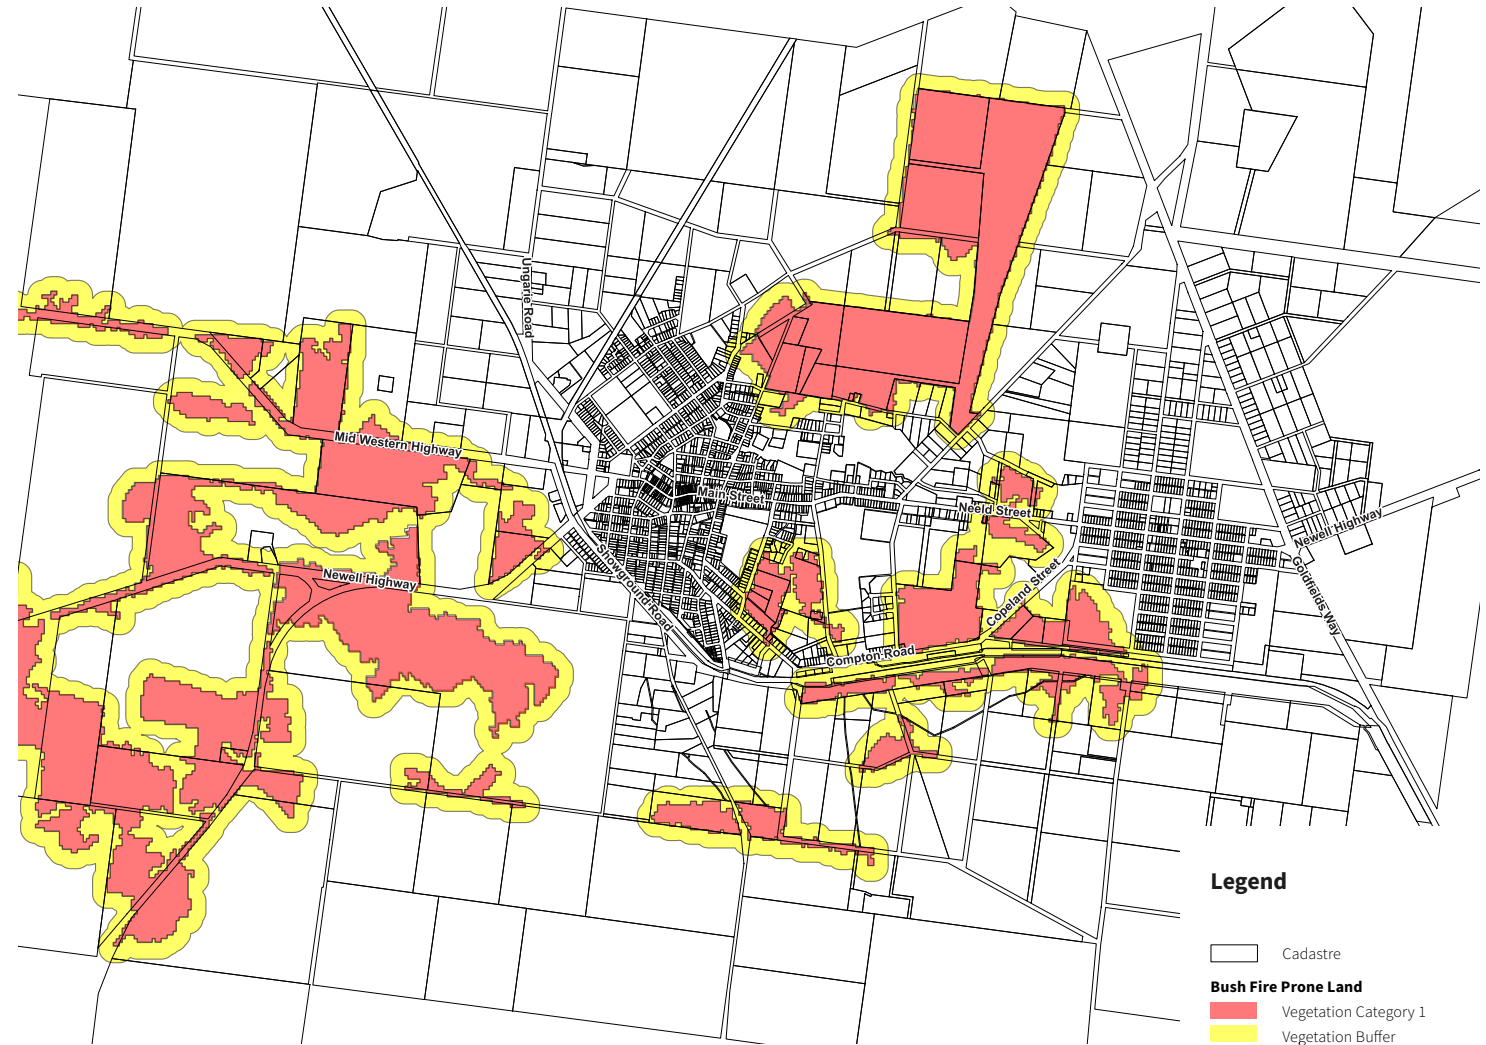 Ungarie Road
Mid Western Highway
Main Street
Neeld Street
Newell Highway
Newell Highway
Showground Road
Copeland Street
Goldfields Way
Compton Road
Legend
Cadastre
Bush Fire Prone Land
Vegetation Category 1
Vegetation Buffer